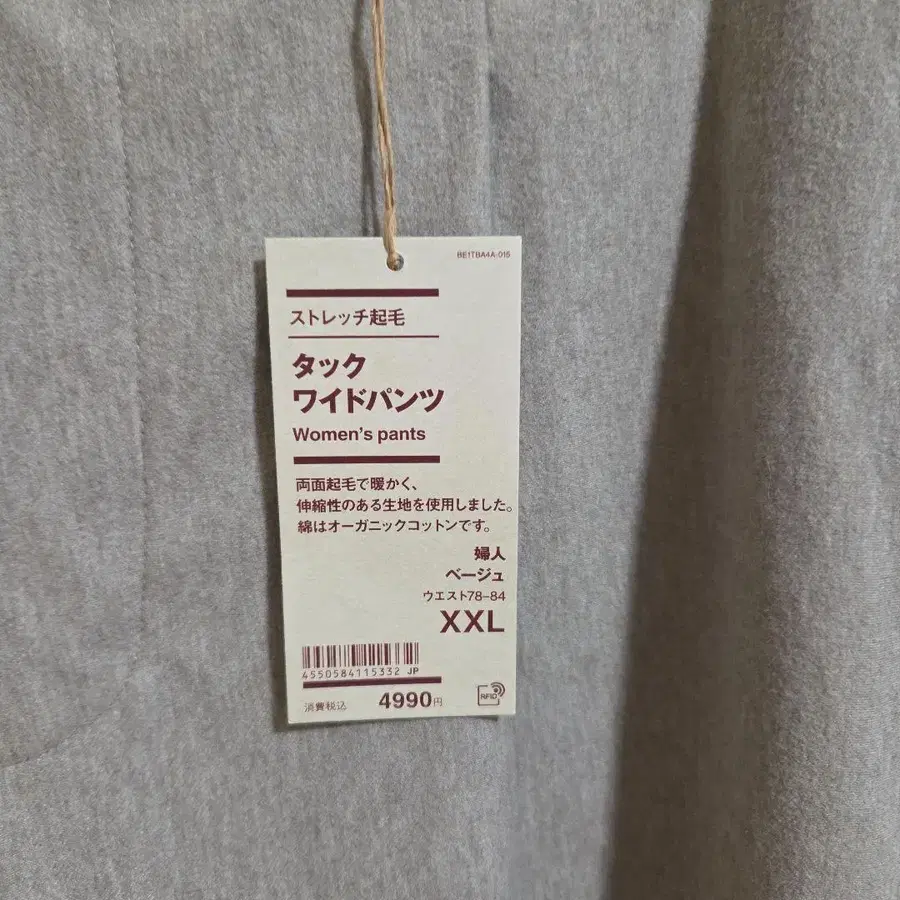 BE1TBA4A-015
ストレッチ起毛
タック
ワイドパンツ
Women's pants
両面起毛で暖かく、
伸縮性のある生地を使用しました。
綿はオーガニックコットンです。
婦人
ベージュ
ウエスト78-84
XXL
4550584115332 JP
消費税込 4990円
RFID